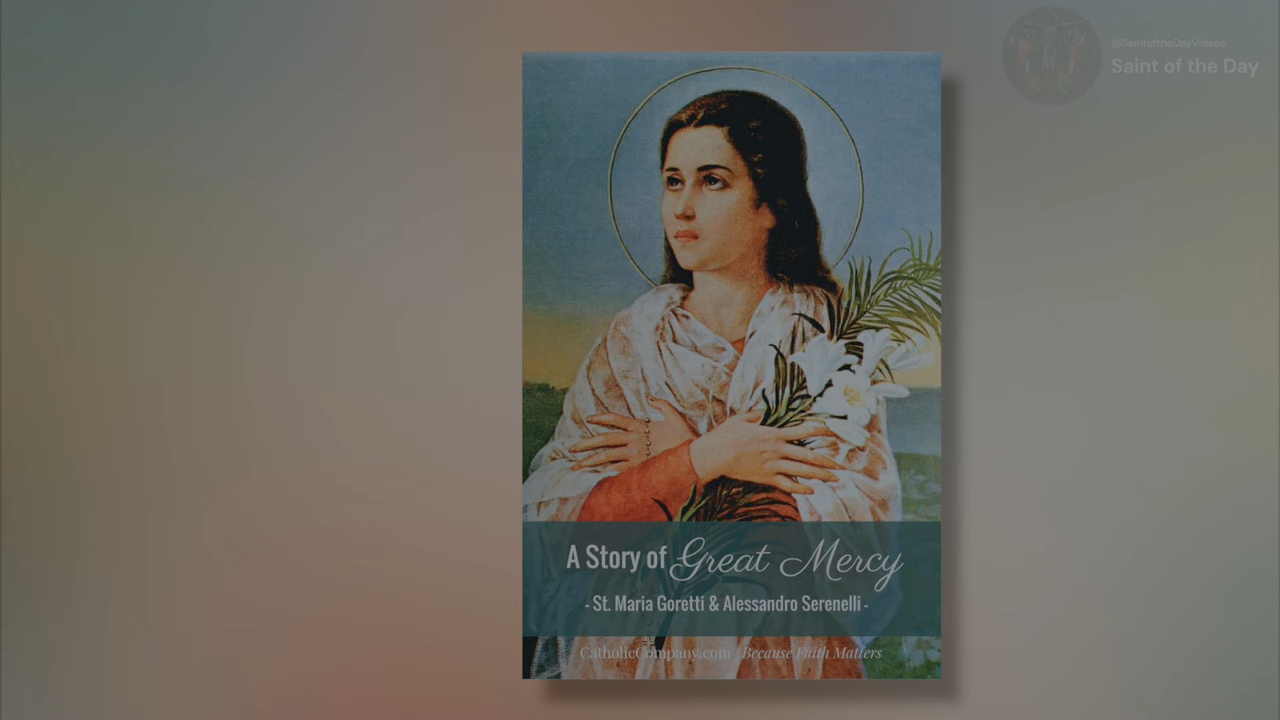 @SaintoftheDayVideos
Saint of the Day
A Story of Great Mercy
- St. Maria Goretti & Alessandro Serenelli -
CatholicCompany.com | Because Faith Matters